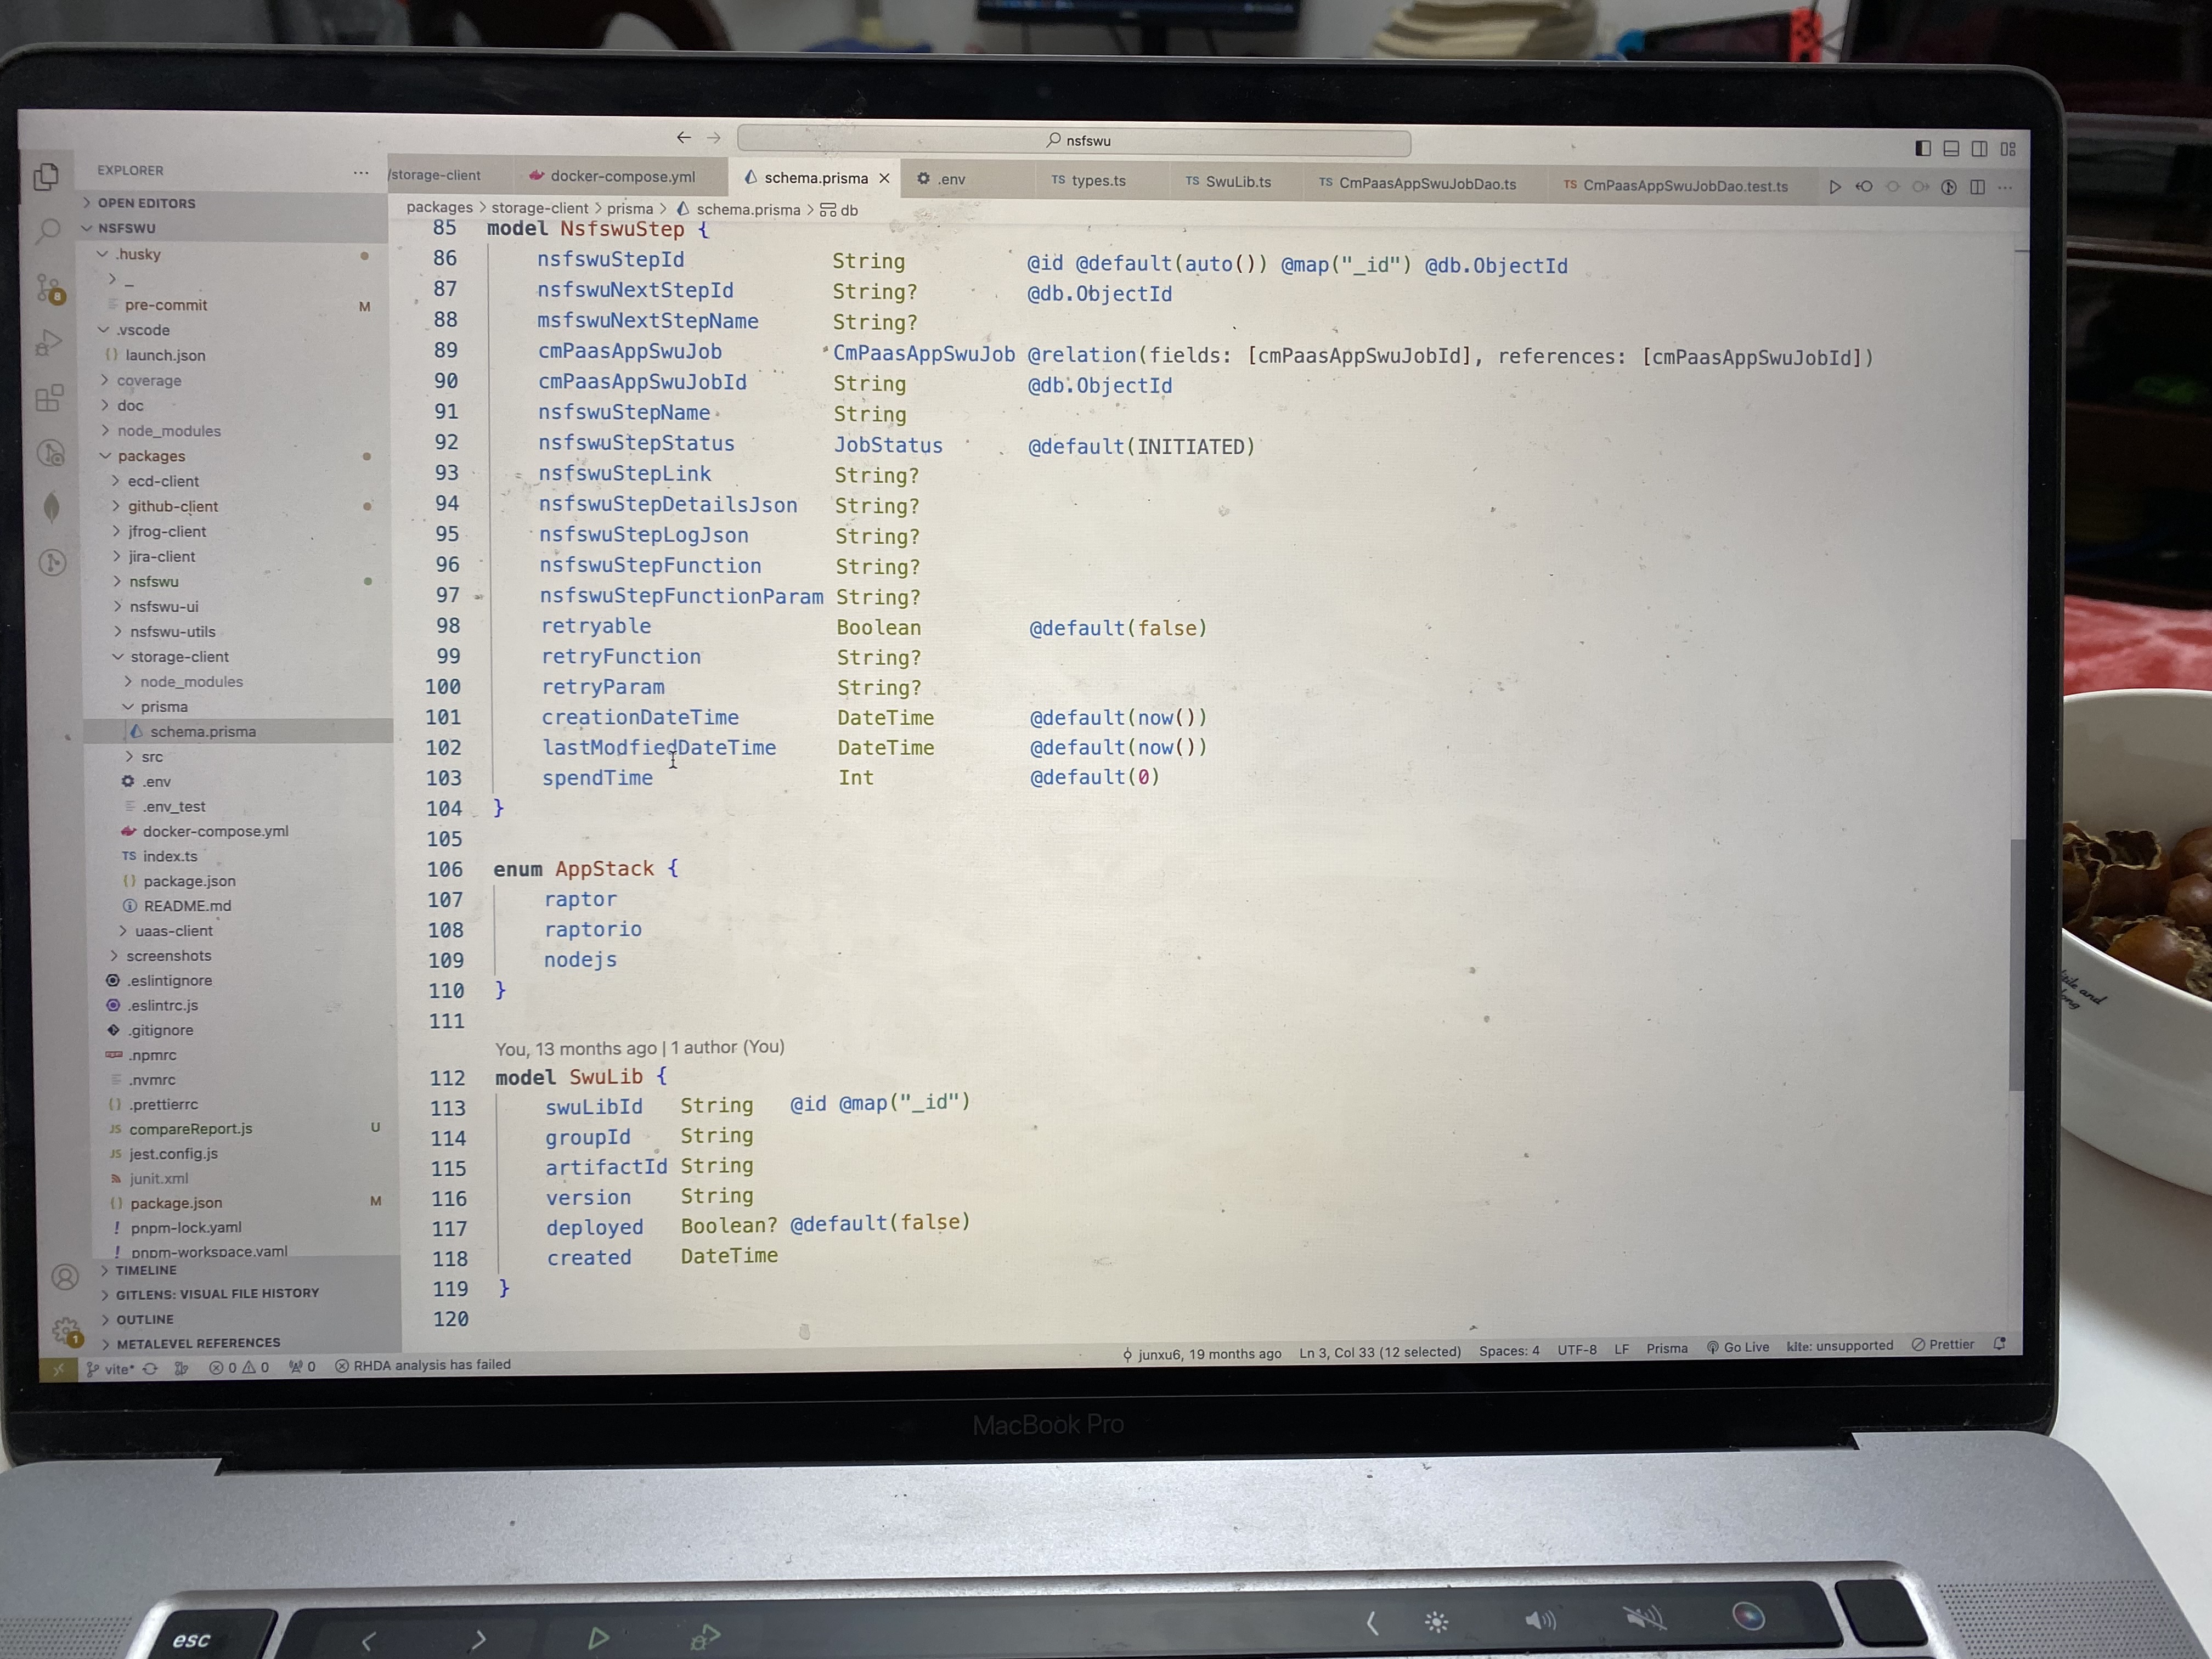 nsfswu
EXPLORER
OPEN EDITORS
NSFSWU
.husky
_
pre-commit M
.vscode
launch.json
coverage
doc
node_modules
packages
ecd-client
github-client
jfrog-client
jira-client
nsfswu
nsfswu-ui
nsfswu-utils
storage-client
node_modules
prisma
schema.prisma
src
.env
.env_test
docker-compose.yml
TS index.ts
{} package.json
README.md
uaas-client
screenshots
.eslintignore
.eslintrc.js
.gitignore
.npmrc
.nvmrc
{} .prettierrc
JS compareReport.js U
JS jest.config.js
junit.xml
{} package.json M
! pnpm-lock.yaml
! pnpm-workspace.yaml
TIMELINE
GITLENS: VISUAL FILE HISTORY
OUTLINE
METALEVEL REFERENCES
8
1
/storage-client docker-compose.yml schema.prisma .env TS types.ts TS SwuLib.ts TS CmPaasAppSwuJobDao.ts TS CmPaasAppSwuJobDao.test.ts
packages > storage-client > prisma > schema.prisma > db
85 model NsfswuStep {
86 nsfswuStepId String @id @default(auto()) @map("_id") @db.ObjectId
87 nsfswuNextStepId String? @db.ObjectId
88 msfswuNextStepName String?
89 cmPaasAppSwuJob CmPaasAppSwuJob @relation(fields: [cmPaasAppSwuJobId], references: [cmPaasAppSwuJobId])
90 cmPaasAppSwuJobId String @db.ObjectId
91 nsfswuStepName String
92 nsfswuStepStatus JobStatus @default(INITIATED)
93 nsfswuStepLink String?
94 nsfswuStepDetailsJson String?
95 nsfswuStepLogJson String?
96 nsfswuStepFunction String?
97 nsfswuStepFunctionParam String?
98 retryable Boolean @default(false)
99 retryFunction String?
100 retryParam String?
101 creationDateTime DateTime @default(now())
102 lastModfiedDateTime DateTime @default(now())
103 spendTime Int @default(0)
104 }
105
106 enum AppStack {
107 raptor
108 raptorio
109 nodejs
110 }
111
You, 13 months ago | 1 author (You)
112 model SwuLib {
113 swuLibId String @id @map("_id")
114 groupId String
115 artifactId String
116 version String
117 deployed Boolean? @default(false)
118 created DateTime
119 }
120
vite* 0 0 0 RHDA analysis has failed junxu6, 19 months ago Ln 3, Col 33 (12 selected) Spaces: 4 UTF-8 LF Prisma Go Live kite: unsupported Prettier
MacBook Pro
esc